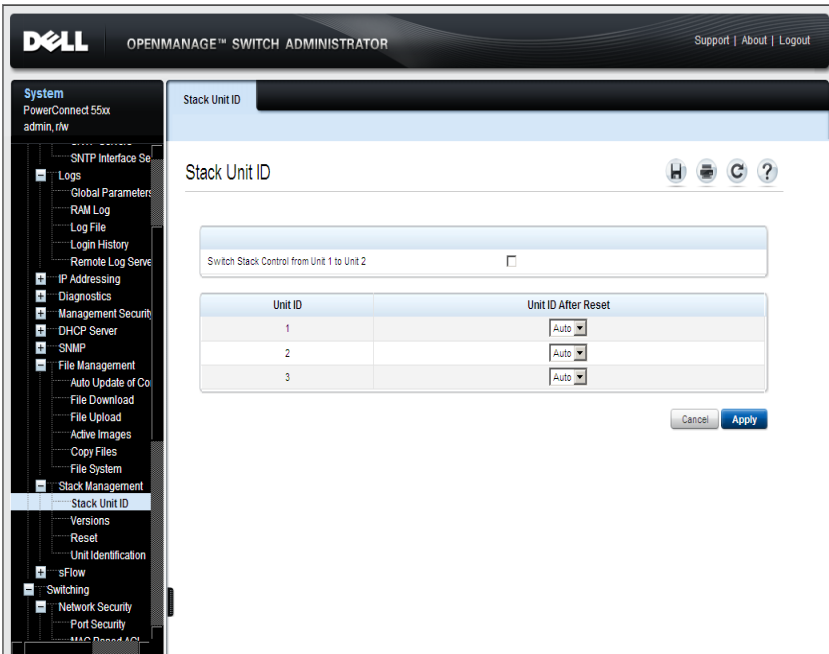 DELL
OPENMANAGE™ SWITCH ADMINISTRATOR
Support | About | Logout
System
PowerConnect 55xx
admin, r/w
SNTP Interface Se
Logs
Global Parameters
RAM Log
Log File
Login History
Remote Log Serve
IP Addressing
Diagnostics
Management Security
DHCP Server
SNMP
File Management
Auto Update of Co
File Download
File Upload
Active Images
Copy Files
File System
Stack Management
Stack Unit ID
Versions
Reset
Unit Identification
sFlow
Switching
Network Security
Port Security
Stack Unit ID
Stack Unit ID
Switch Stack Control from Unit 1 to Unit 2
Unit ID Unit ID After Reset
1 Auto
2 Auto
3 Auto
Cancel Apply